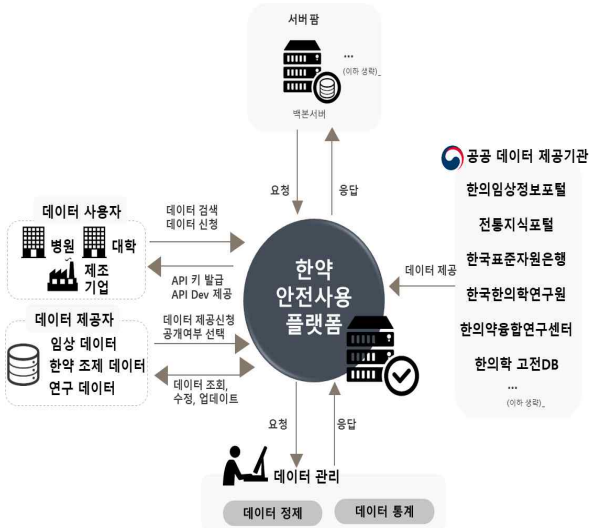 서버 팜
...
(이하 생략)_
백본서버
요청
응답
공공 데이터 제공기관
한의임상정보포털
전통지식포털
한국표준자원은행
한국한의학연구원
한의약융합연구센터
한의학 고전DB
...
(이하 생략)_
데이터 제공
데이터 사용자
병원
대학
제조
기업
데이터 검색
데이터 신청
API 키 발급
API Dev 제공
한약
안전사용
플랫폼
데이터 제공자
임상 데이터
한약 조제 데이터
연구 데이터
데이터 제공신청
공개여부 선택
데이터 조회,
수정, 업데이트
요청
응답
데이터 관리
데이터 정제
데이터 통계